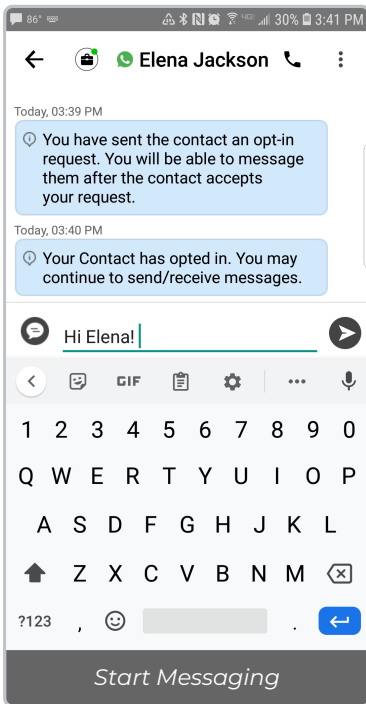 86° 30% 3:41 PM
Elena Jackson
Today, 03:39 PM
You have sent the contact an opt-in
request. You will be able to message
them after the contact accepts
your request.
Today, 03:40 PM
Your Contact has opted in. You may
continue to send/receive messages.
Hi Elena!
GIF
1 2 3 4 5 6 7 8 9 0
Q W E R T Y U I O P
A S D F G H J K L
Z X C V B N M
?123 , .
Start Messaging